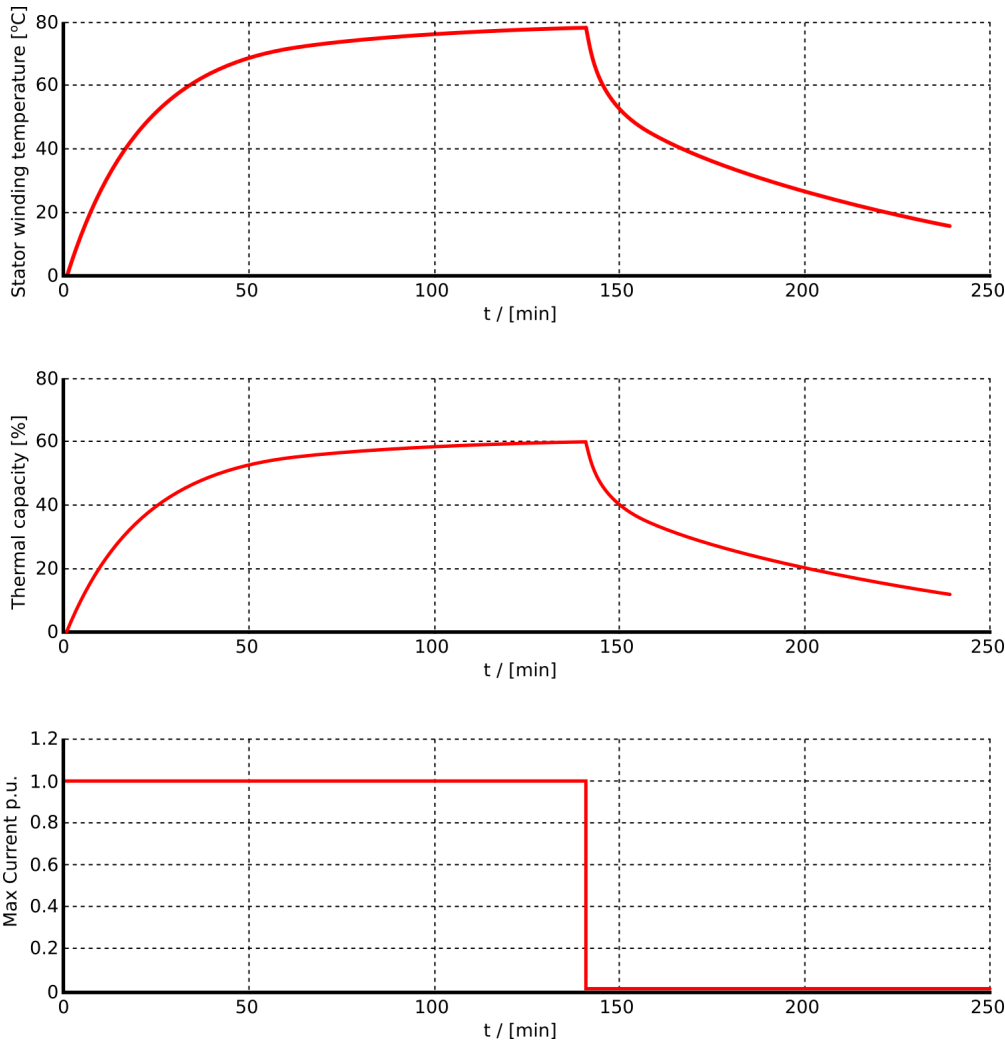 Stator winding temperature [°C]
80
60
40
20
0
0 50 100 150 200 250
t / [min]
Thermal capacity [%]
80
60
40
20
0
0 50 100 150 200 250
t / [min]
Max Current p.u.
1.2
1.0
0.8
0.6
0.4
0.2
0
0 50 100 150 200 250
t / [min]